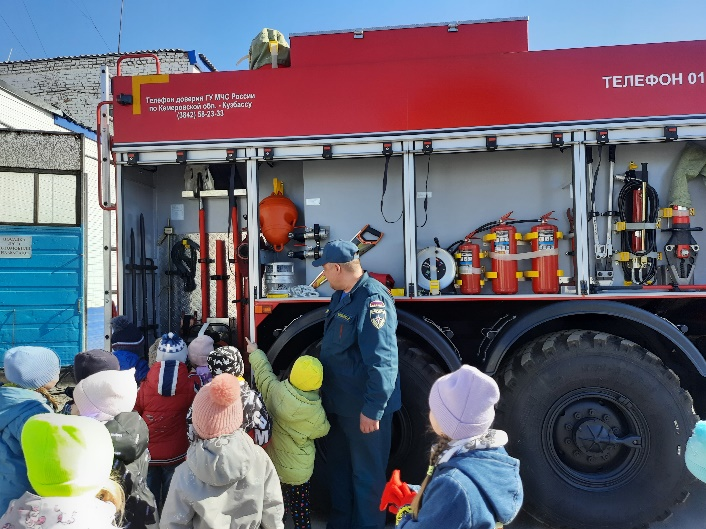 Телефон доверия ГУ МЧС России
по Кемеровской обл. - Кузбассу
(3842) 58-23-33
ТЕЛЕФОН 01